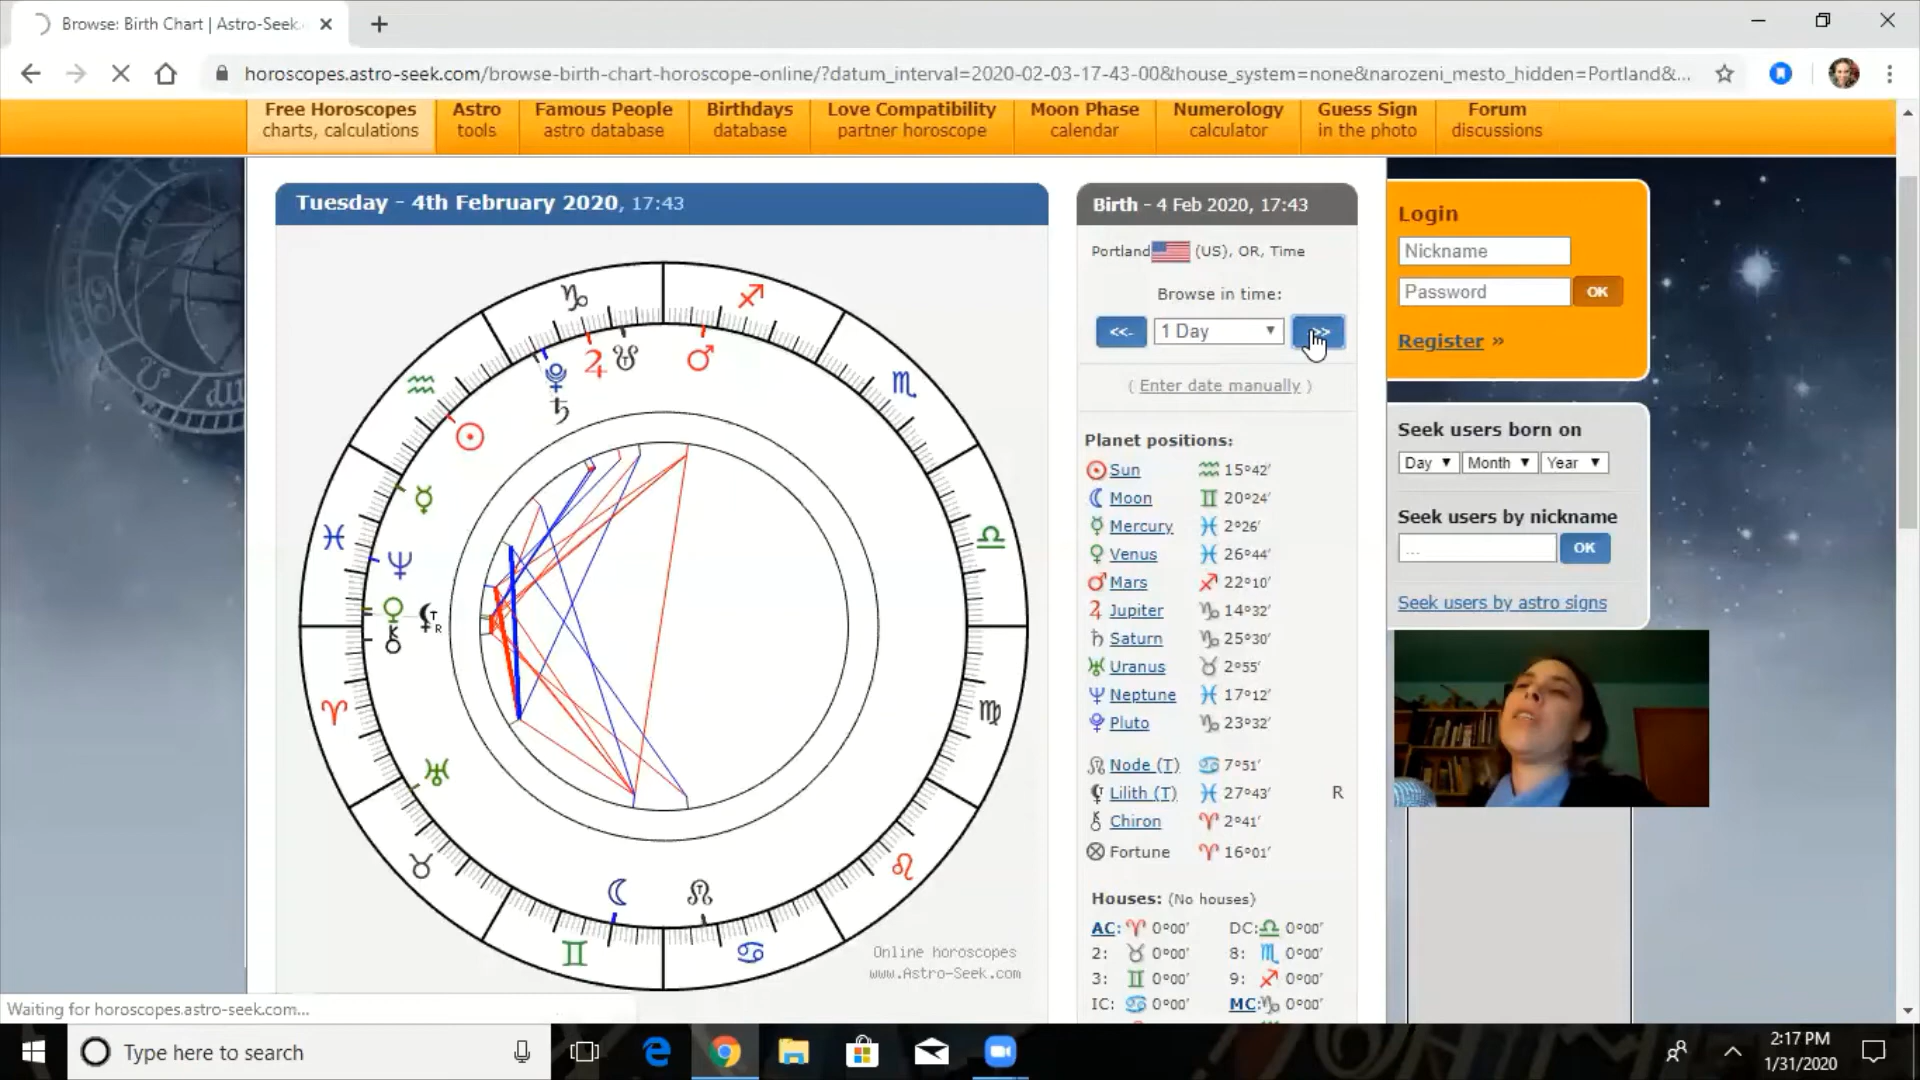 Browse: Birth Chart | Astro-Seek.
horoscopes.astro-seek.com/browse-birth-chart-horoscope-online/?datum_interval=2020-02-03-17-43-00&house_system=none&narozeni_mesto_hidden=Portland&...
Free Horoscopes
charts, calculations
Astro
tools
Famous People
astro database
Birthdays
database
Love Compatibility
partner horoscope
Moon Phase
calendar
Numerology
calculator
Guess Sign
in the photo
Forum
discussions
Tuesday - 4th February 2020, 17:43
Online horoscopes
www.Astro-Seek.com
Birth - 4 Feb 2020, 17:43
Portland (US), OR, Time
Browse in time:
<<- 1 Day >>
( Enter date manually )
Planet positions:
Sun ♒ 15°42'
Moon ♊ 20°24'
Mercury ♓ 2°26'
Venus ♓ 26°44'
Mars ♐ 22°10'
Jupiter ♑ 14°32'
Saturn ♑ 25°30'
Uranus ♉ 2°55'
Neptune ♓ 17°12'
Pluto ♑ 23°32'
Node (T) ♋ 7°51'
Lilith (T) ♓ 27°43' R
Chiron ♈ 2°41'
Fortune ♈ 16°01'
Houses: (No houses)
AC: ♈ 0°00' DC: ♎ 0°00'
2: ♉ 0°00' 8: ♏ 0°00'
3: ♊ 0°00' 9: ♐ 0°00'
IC: ♋ 0°00' MC: ♑ 0°00'
Login
Nickname
Password OK
Register »
Seek users born on
Day Month Year
Seek users by nickname
... OK
Seek users by astro signs
Waiting for horoscopes.astro-seek.com...
Type here to search
2:17 PM
1/31/2020